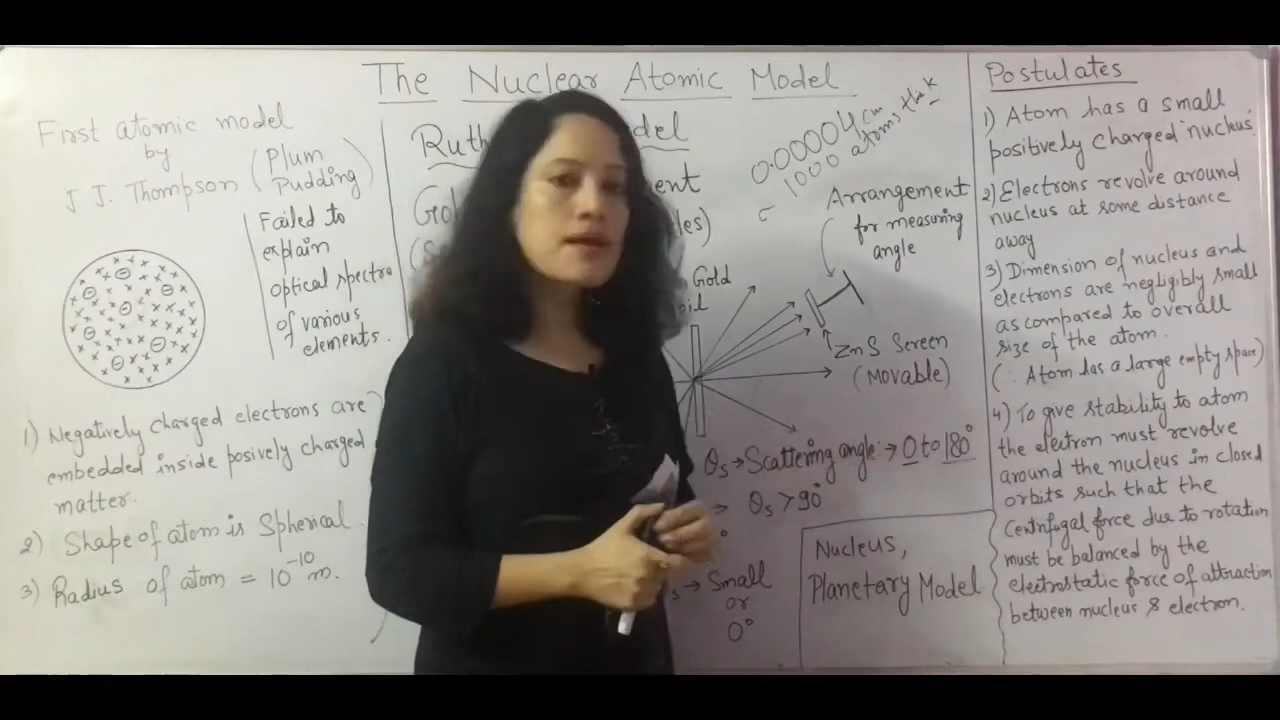 The Nuclear Atomic Model
First atomic model
by
J. J. Thompson (Plum
Pudding)
Failed to
explain
optical spectra
of various
elements.
1) Negatively charged electrons are
embedded inside posively charged
matter.
2) Shape of atom is Spherical.
3) Radius of atom = 10⁻¹⁰ m.
0.00004 cm
1000 atoms thick
Arrangement
for measuring
angle
Gold
ZnS Screen
(Movable)
θs → Scattering angle → 0 to 180°
θs > 90°
Small
or
0°
Nucleus,
Planetary Model
Postulates
1) Atom has a small
positively charged "nucleus"
2) Electrons revolve around
nucleus at some distance
away
3) Dimension of nucleus and
electrons are negligibly small
as compared to overall
size of the atom.
(∴ Atom has a large empty space)
4) To give stability to atom
the electron must revolve
around the nucleus in closed
orbits such that the
Centrifugal force due to rotation
must be balanced by the
electrostatic force of attraction
between nucleus & electron.